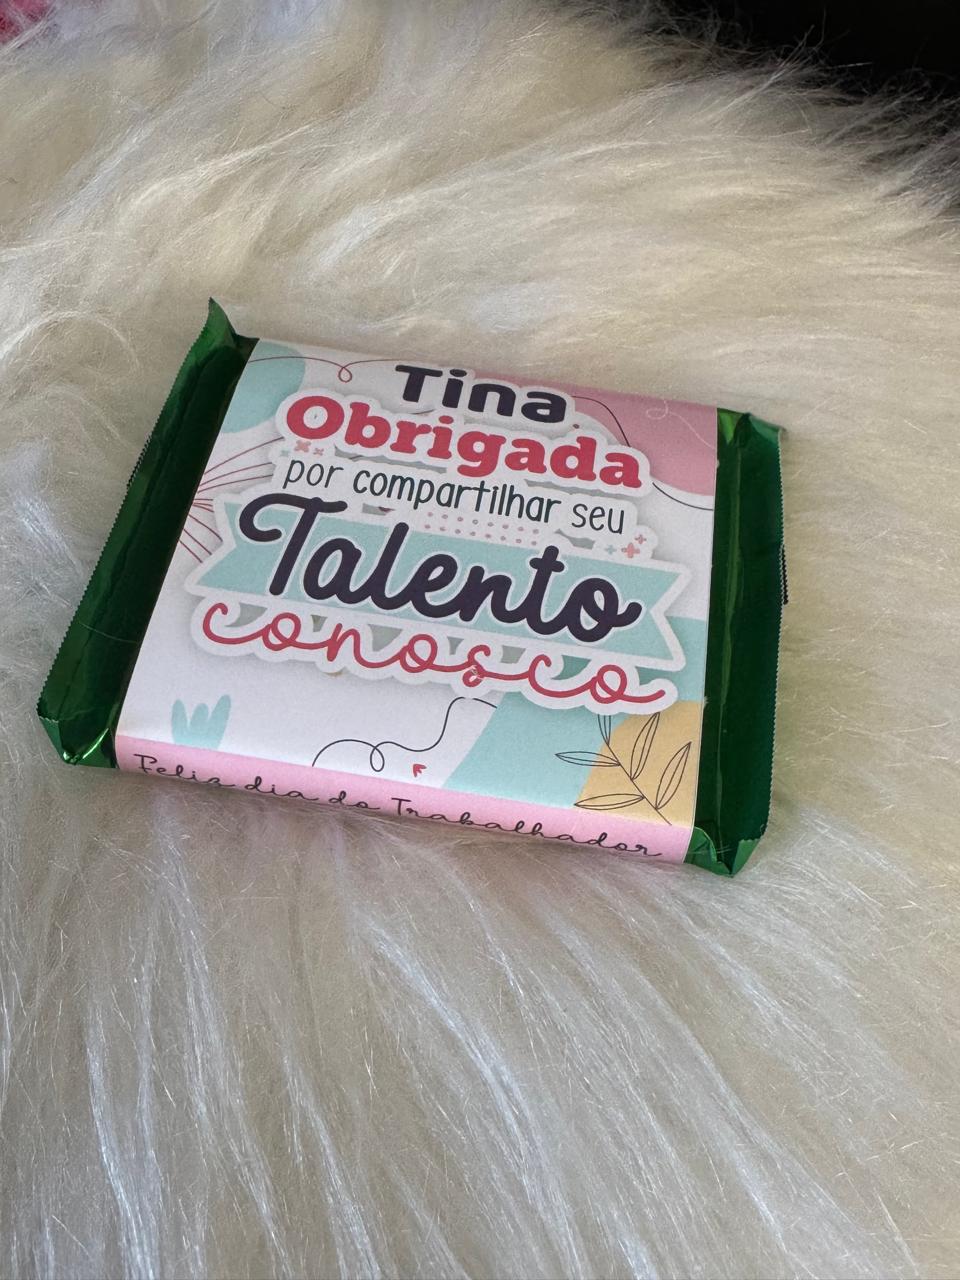 Tina
Obrigada
por compartilhar seu
Talento
conosco
Feliz dia do Trabalhador